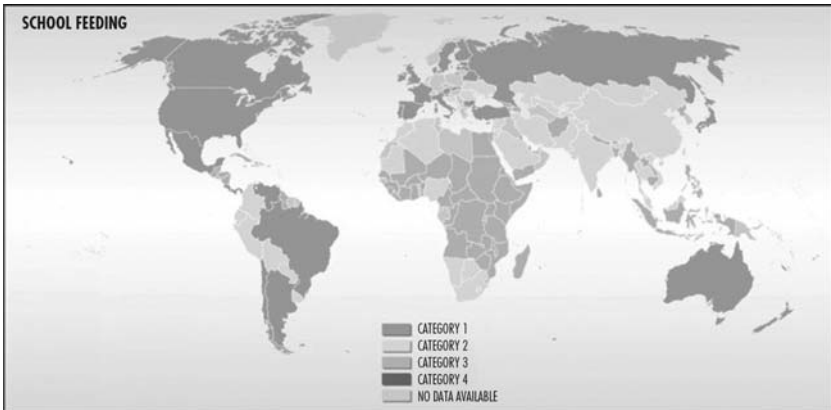 SCHOOL FEEDING
CATEGORY 1
CATEGORY 2
CATEGORY 3
CATEGORY 4
NO DATA AVAILABLE